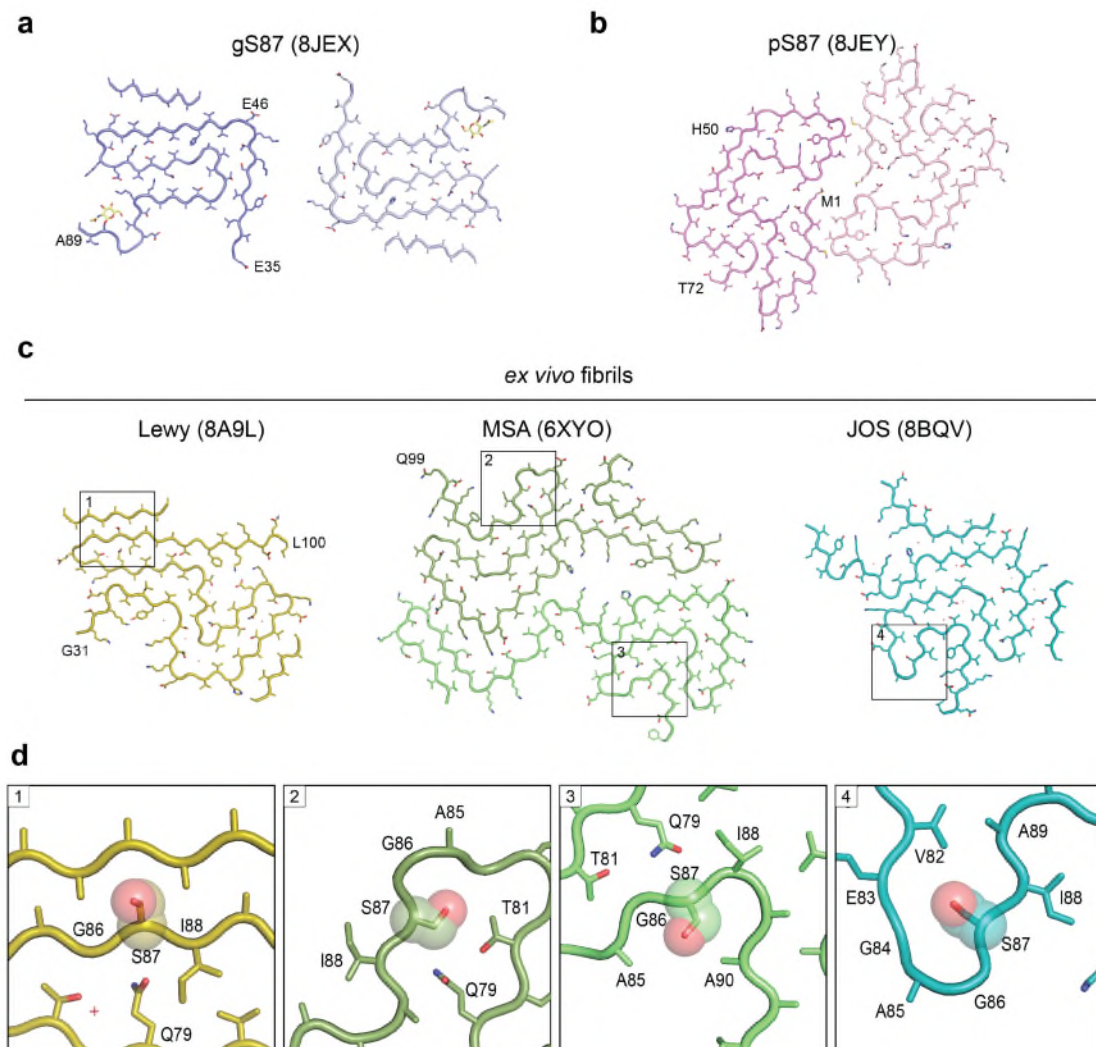 a
gS87 (8JEX)
E46
A89
E35
b
pS87 (8JEY)
H50
M1
T72
c
ex vivo fibrils
Lewy (8A9L)
MSA (6XYO)
JOS (8BQV)
1
L100
G31
Q99
2
3
4
d
1
G86
I88
S87
Q79
2
A85
G86
S87
T81
I88
Q79
3
Q79
I88
T81
S87
G86
A85
A90
4
A89
V82
E83
I88
G84
S87
A85
G86